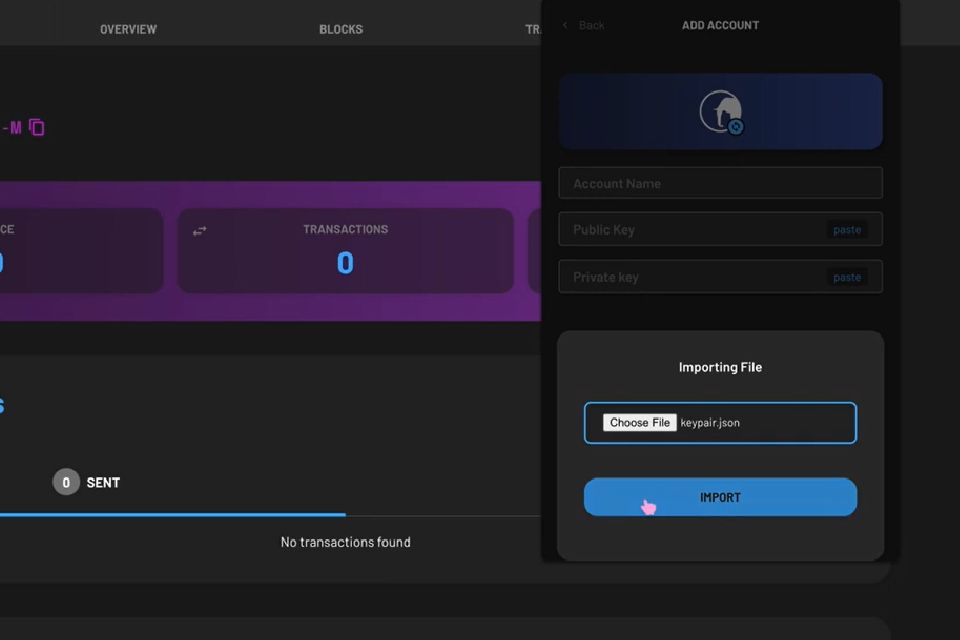 OVERVIEW
BLOCKS
TR
Back
ADD ACCOUNT
-M
Account Name
Public Key
paste
Private key
paste
CE
TRANSACTIONS
0
Importing File
Choose File keypair.json
IMPORT
0 SENT
No transactions found